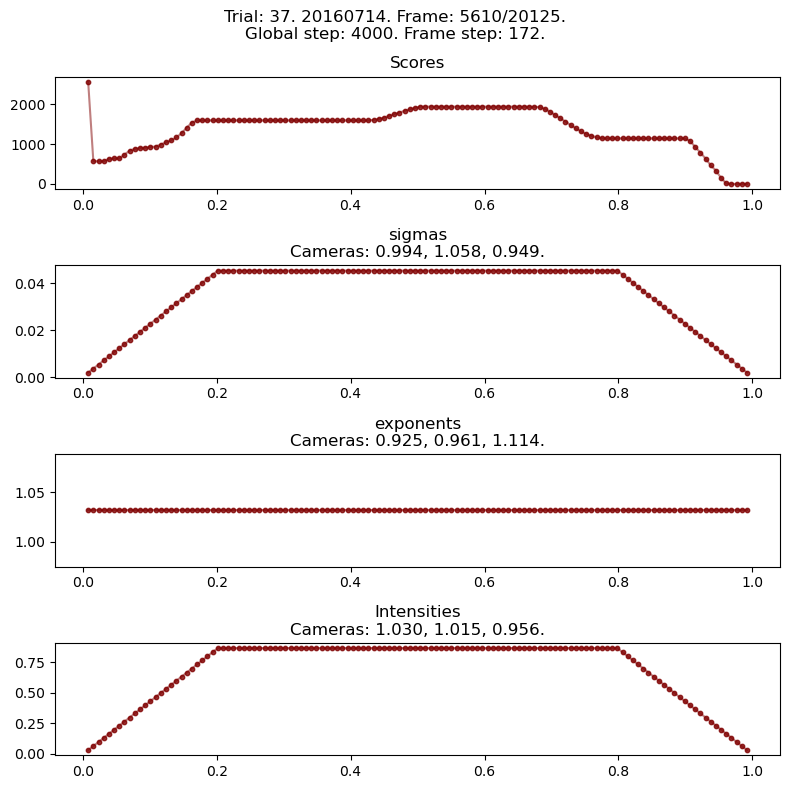 Trial: 37. 20160714. Frame: 5610/20125.
Global step: 4000. Frame step: 172.
Scores
2000
1000
0
0.0 0.2 0.4 0.6 0.8 1.0
sigmas
Cameras: 0.994, 1.058, 0.949.
0.04
0.02
0.00
0.0 0.2 0.4 0.6 0.8 1.0
exponents
Cameras: 0.925, 0.961, 1.114.
1.05
1.00
0.0 0.2 0.4 0.6 0.8 1.0
Intensities
Cameras: 1.030, 1.015, 0.956.
0.75
0.50
0.25
0.00
0.0 0.2 0.4 0.6 0.8 1.0